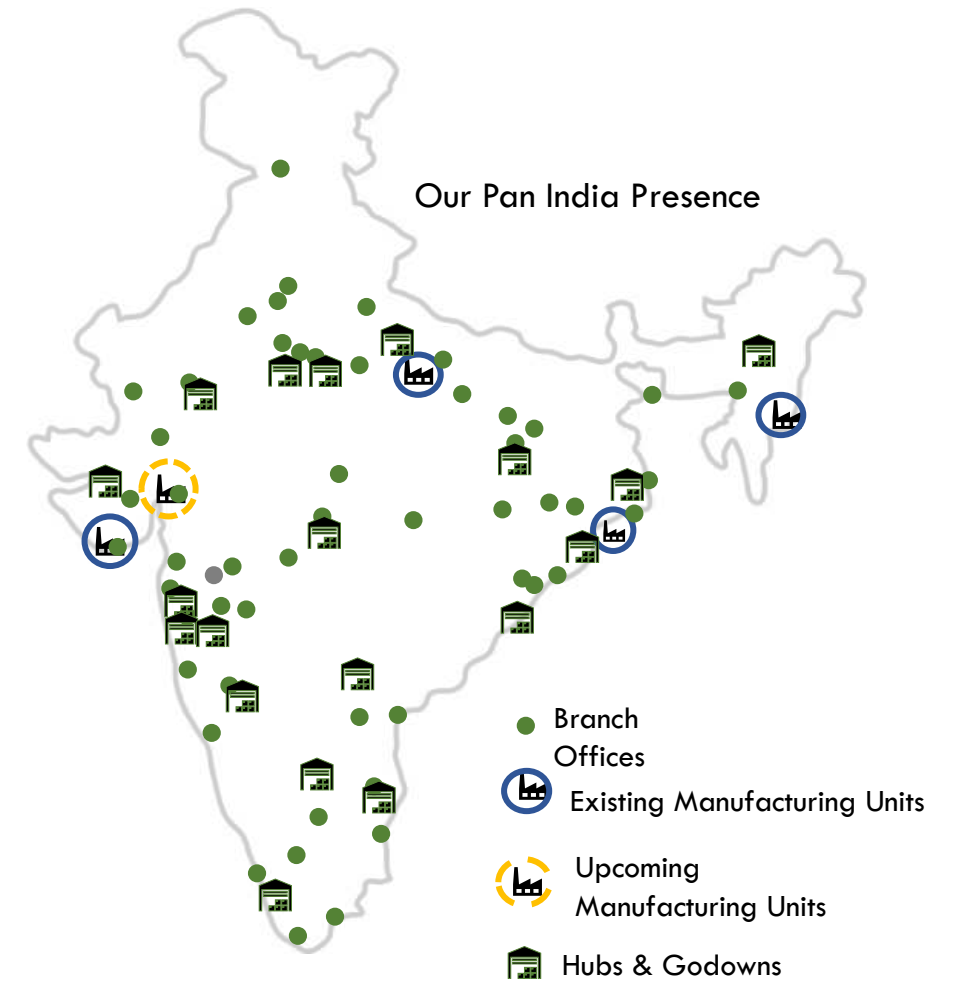 Our Pan India Presence
Branch
Offices
Existing Manufacturing Units
Upcoming
Manufacturing Units
Hubs & Godowns